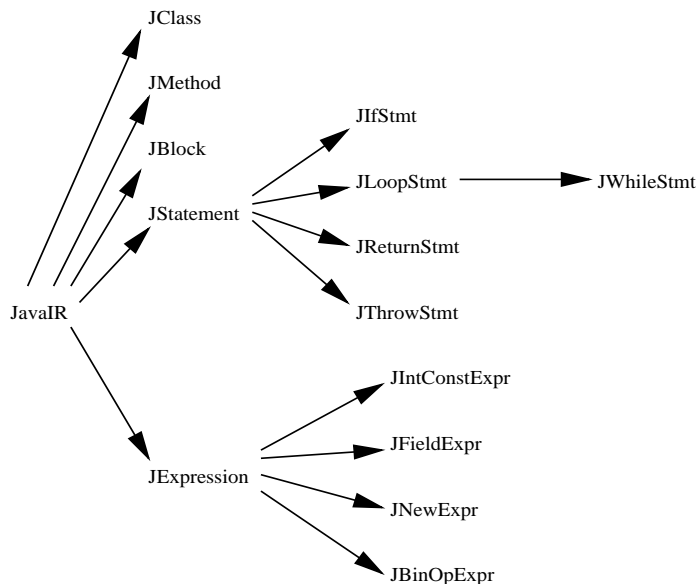 JClass
JMethod
JBlock
JStatement
JIfStmt
JLoopStmt
JWhileStmt
JReturnStmt
JThrowStmt
JavaIR
JExpression
JIntConstExpr
JFieldExpr
JNewExpr
JBinOpExpr